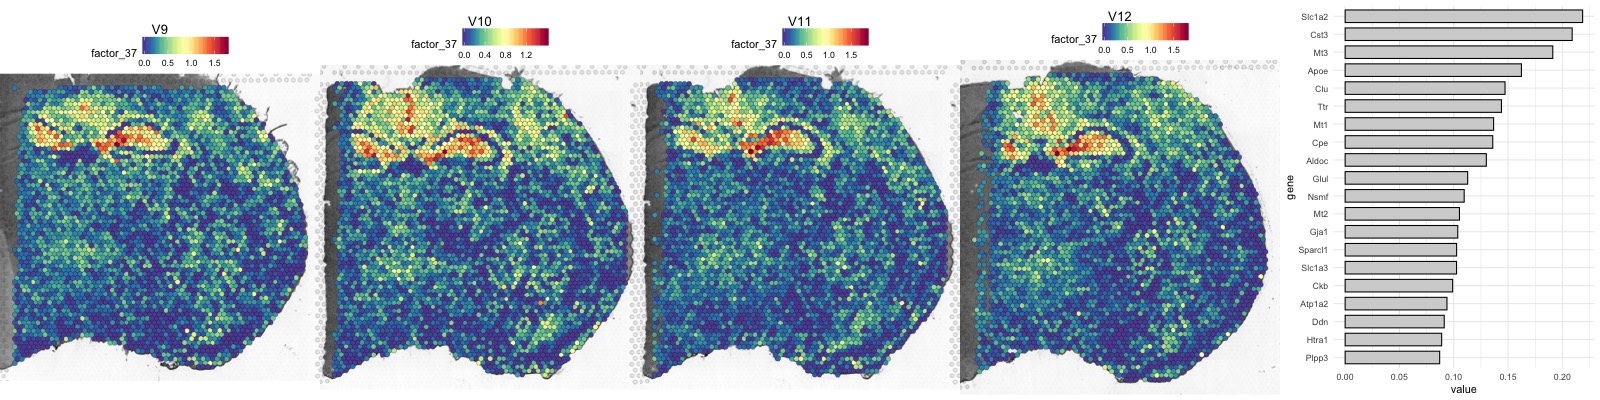 V9
factor_37
0.0 0.5 1.0 1.5
V10
factor_37
0.0 0.4 0.8 1.2
V11
factor_37
0.0 0.5 1.0 1.5
V12
factor_37
0.0 0.5 1.0 1.5
gene
Slc1a2
Cst3
Mt3
Apoe
Clu
Ttr
Mt1
Cpe
Aldoc
Glul
Nsmf
Mt2
Gja1
Sparcl1
Slc1a3
Ckb
Atp1a2
Ddn
Htra1
Plpp3
0.00 0.05 0.10 0.15 0.20
value